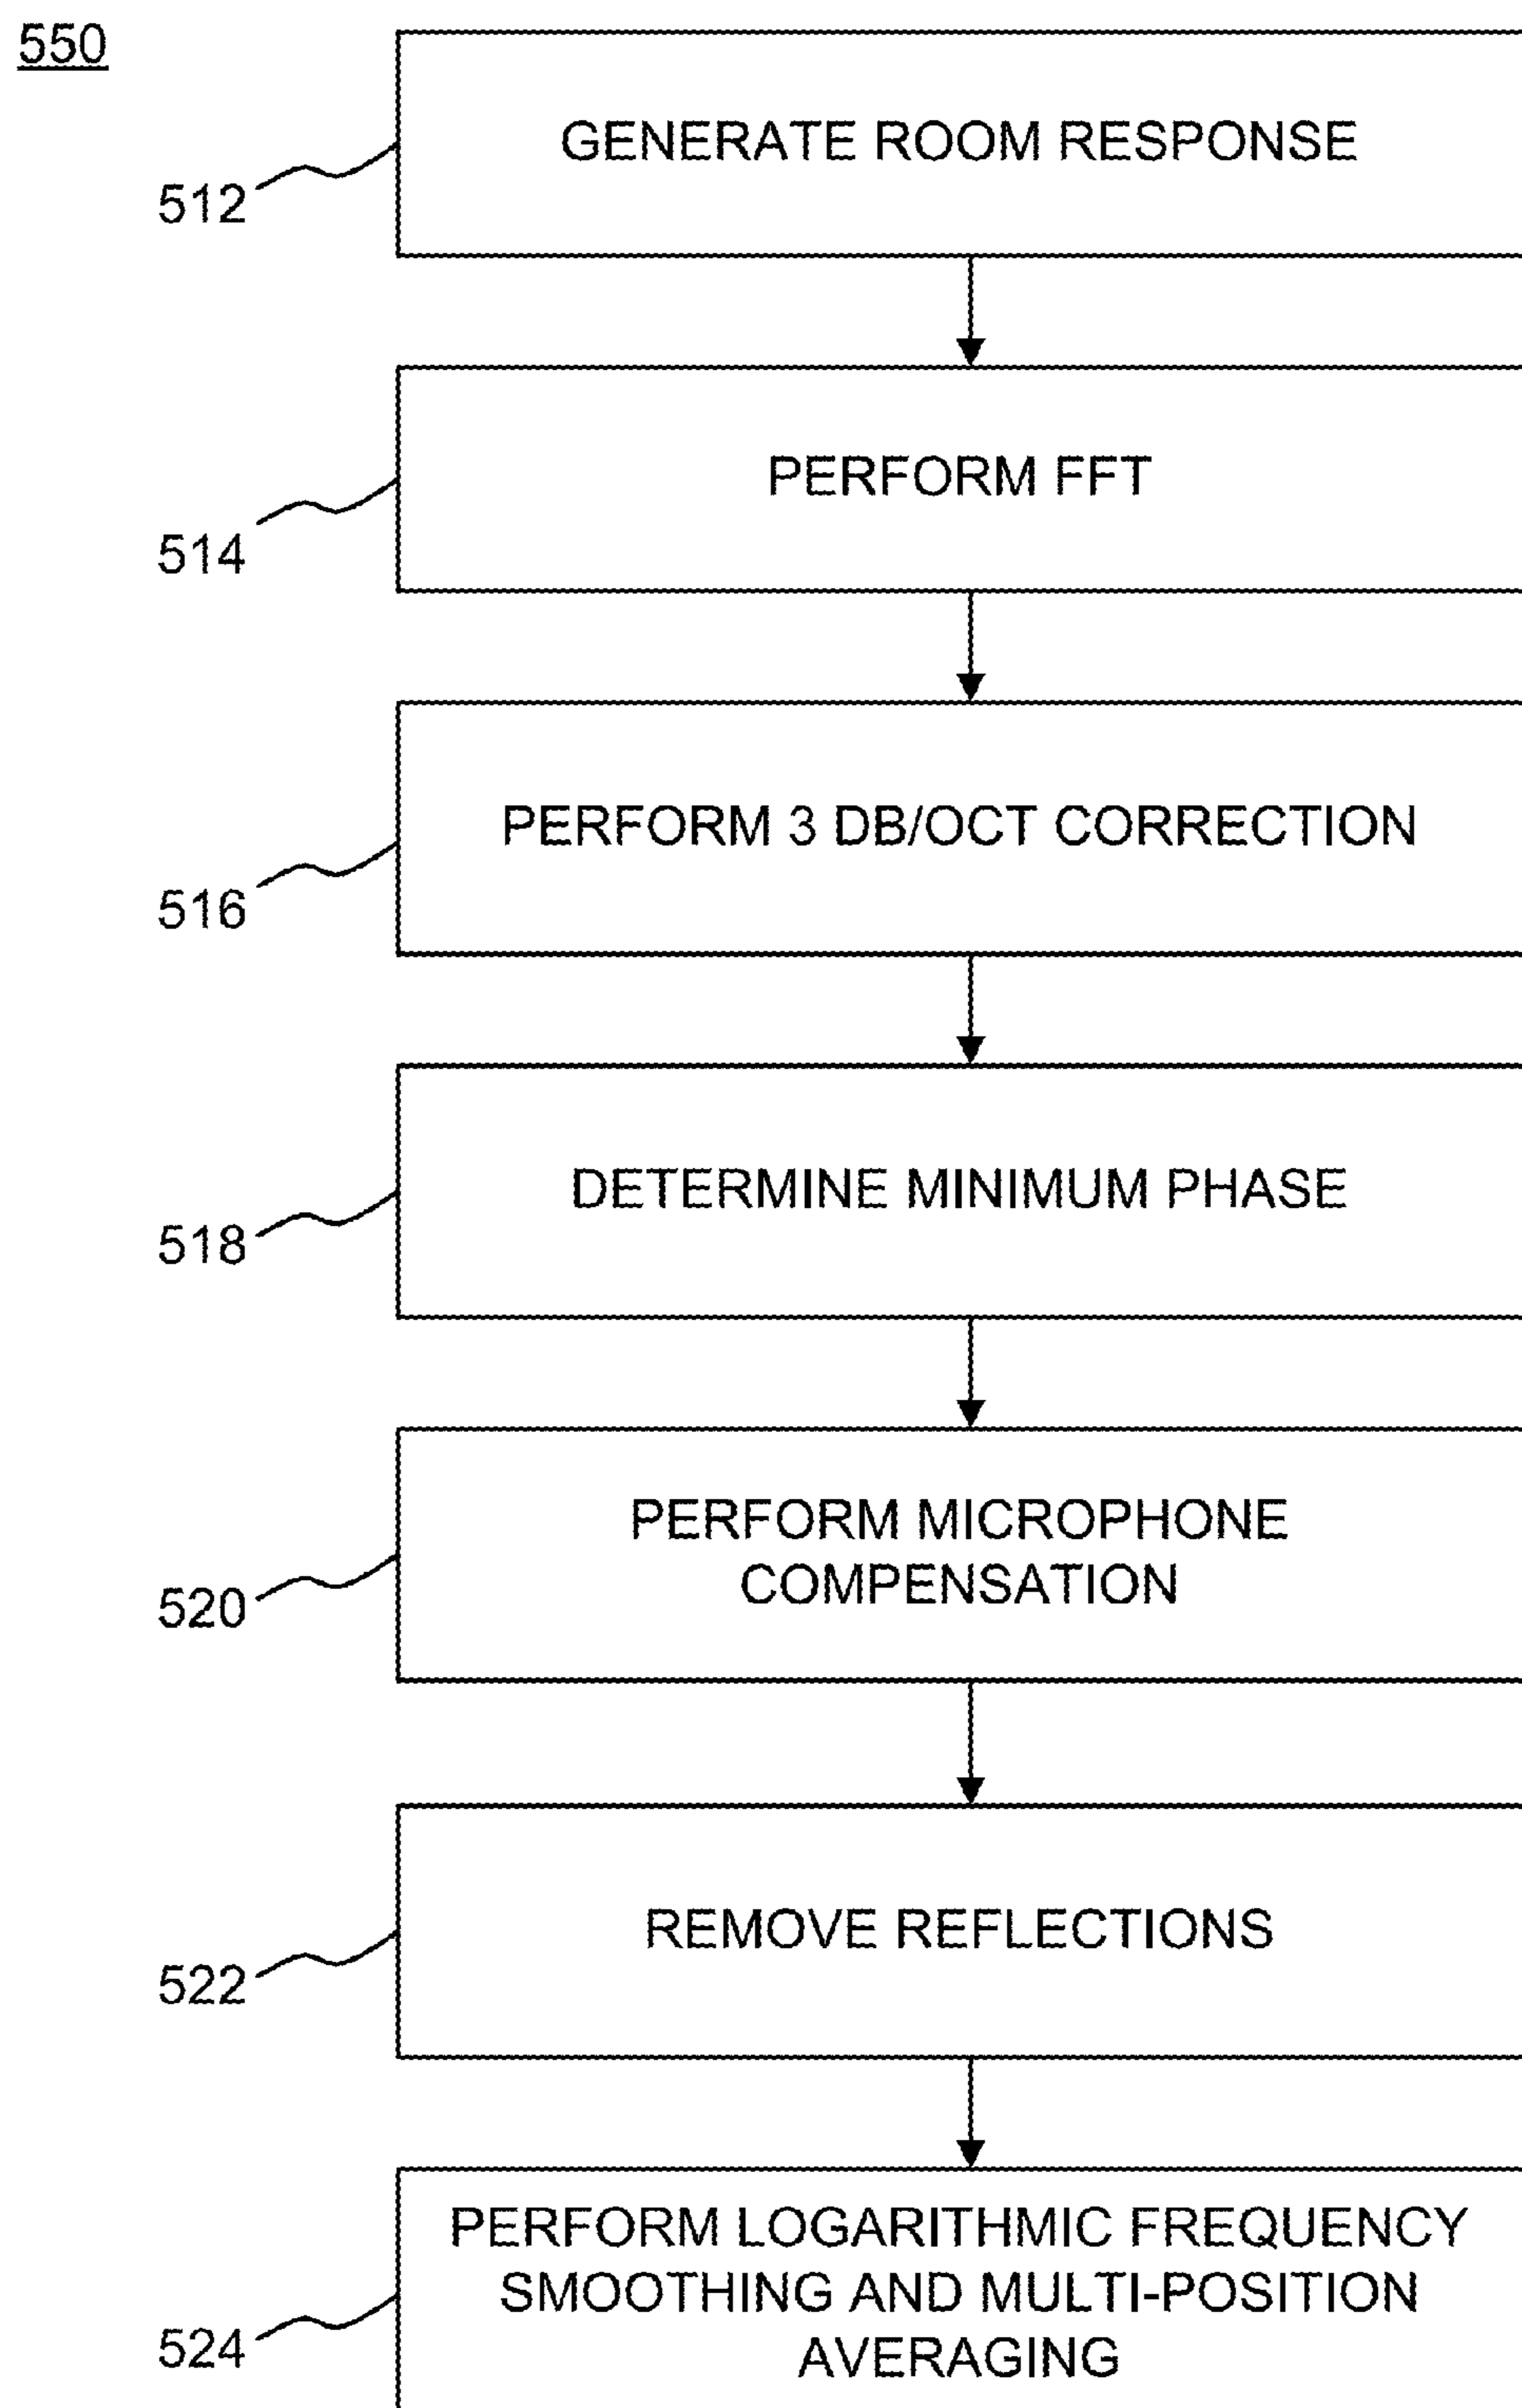 550
GENERATE ROOM RESPONSE
512
PERFORM FFT
514
PERFORM 3 DB/OCT CORRECTION
516
DETERMINE MINIMUM PHASE
518
PERFORM MICROPHONE
COMPENSATION
520
REMOVE REFLECTIONS
522
PERFORM LOGARITHMIC FREQUENCY
SMOOTHING AND MULTI-POSITION
AVERAGING
524